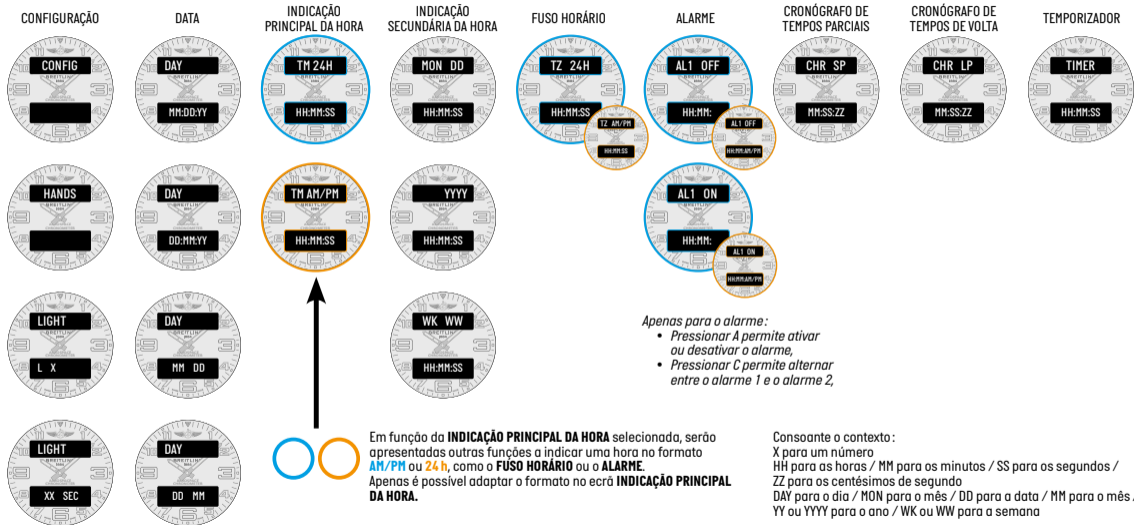 CONFIGURAÇÃO
DATA
INDICAÇÃO
PRINCIPAL DA HORA
INDICAÇÃO
SECUNDÁRIA DA HORA
FUSO HORÁRIO
ALARME
CRONÓGRAFO DE
TEMPOS PARCIAIS
CRONÓGRAFO DE
TEMPOS DE VOLTA
TEMPORIZADOR
CONFIG
DAY
MM:DD:YY
TM 24H
HH:MM:SS
MON DD
HH:MM:SS
TZ 24H
HH:MM:SS
TZ AM/PM
HH:MM:SS
AL1 OFF
HH:MM:
AL1 OFF
HH:MM:AM/PM
CHR SP
MM:SS:ZZ
CHR LP
MM:SS:ZZ
TIMER
HH:MM:SS
HANDS
DAY
DD:MM:YY
TM AM/PM
HH:MM:SS
YYYY
HH:MM:SS
AL1 ON
HH:MM:
AL1 ON
HH:MM:AM/PM
LIGHT
L X
DAY
MM DD
WK WW
HH:MM:SS
Apenas para o alarme:
• Pressionar A permite ativar
ou desativar o alarme,
• Pressionar C permite alternar
entre o alarme 1 e o alarme 2,
LIGHT
XX SEC
DAY
DD MM
Em função da INDICAÇÃO PRINCIPAL DA HORA selecionada, serão
apresentadas outras funções a indicar uma hora no formato
AM/PM ou 24 h, como o FUSO HORÁRIO ou o ALARME.
Apenas é possível adaptar o formato no ecrã INDICAÇÃO PRINCIPAL
DA HORA.
Consoante o contexto:
X para um número
HH para as horas / MM para os minutos / SS para os segundos /
ZZ para os centésimos de segundo
DAY para o dia / MON para o mês / DD para a data / MM para o mês /
YY ou YYYY para o ano / WK ou WW para a semana